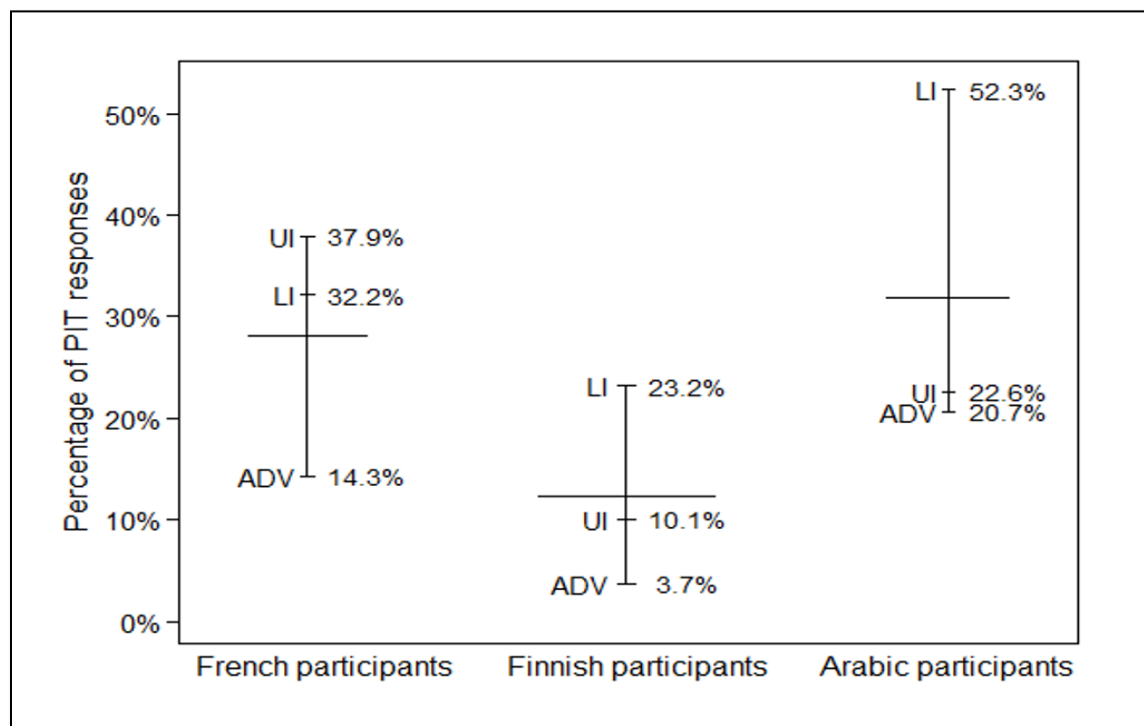 Percentage of PIT responses
50%
40%
30%
20%
10%
0%
UI 37.9%
LI 32.2%
ADV 14.3%
LI 23.2%
UI 10.1%
ADV 3.7%
LI 52.3%
UI 22.6%
ADV 20.7%
French participants
Finnish participants
Arabic participants